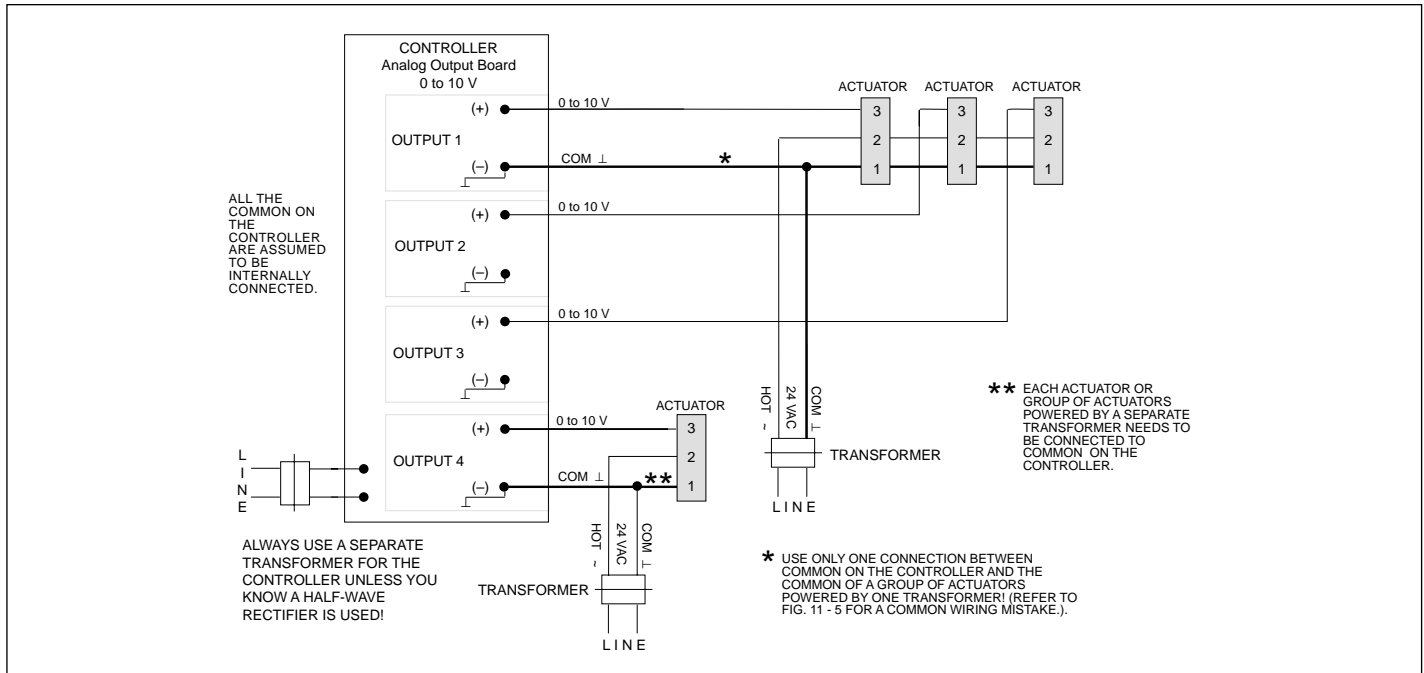 CONTROLLER
Analog Output Board
0 to 10 V
ACTUATOR ACTUATOR ACTUATOR
(+) 0 to 10 V 3 3 3
OUTPUT 1 2 2 2
(–) COM ⊥ * 1 1 1
⊥
ALL THE
COMMON ON
THE
CONTROLLER
ARE ASSUMED
TO BE
INTERNALLY
CONNECTED.
(+) 0 to 10 V
OUTPUT 2
(–)
⊥
(+) 0 to 10 V
OUTPUT 3
(–)
⊥
ACTUATOR
(+) 0 to 10 V 3
OUTPUT 4 2
(–) COM ⊥ ** 1
⊥
LINE
HOT ~
24 VAC
COM ⊥
TRANSFORMER
LINE
HOT ~
24 VAC
COM ⊥
TRANSFORMER
LINE
** EACH ACTUATOR OR
GROUP OF ACTUATORS
POWERED BY A SEPARATE
TRANSFORMER NEEDS TO
BE CONNECTED TO
COMMON ON THE
CONTROLLER.
ALWAYS USE A SEPARATE
TRANSFORMER FOR THE
CONTROLLER UNLESS YOU
KNOW A HALF-WAVE
RECTIFIER IS USED!
* USE ONLY ONE CONNECTION BETWEEN
COMMON ON THE CONTROLLER AND THE
COMMON OF A GROUP OF ACTUATORS
POWERED BY ONE TRANSFORMER! (REFER TO
FIG. 11 - 5 FOR A COMMON WIRING MISTAKE.).